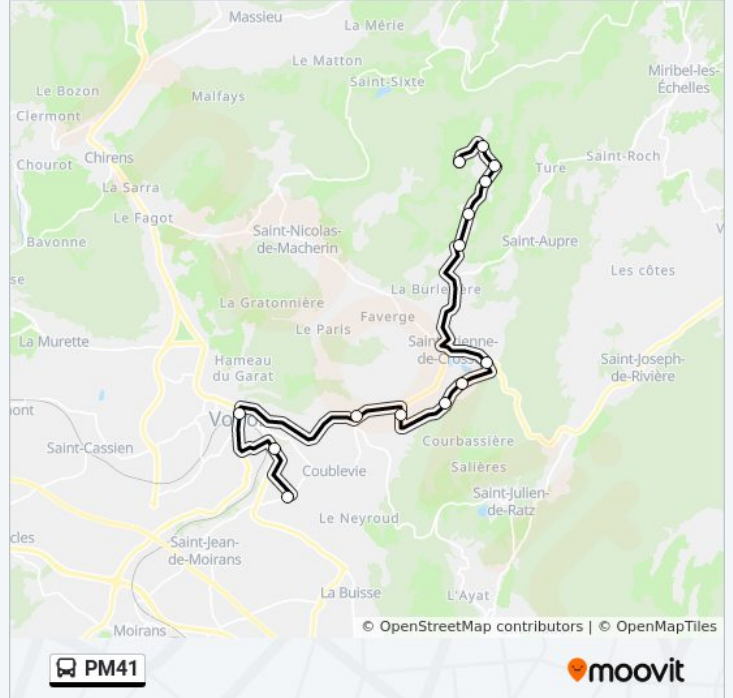 Massieu
La Mérie
Le Matton
Saint-Sixte
Miribel-les-
Échelles
Le Bozon
Malfays
Clermont
Chirens
Chourot
Ture
Saint-Roch
La Sarra
Le Fagot
Saint-Nicolas-
de-Macherin
Bavonne
Saint-Aupre
Les côtes
se
La Gratonnière
Le Paris
Faverge
La Murette
Saint-Joseph-
de-Rivière
Hameau
du Garat
ont
Courbassière
Saint-Cassien
Coublevie
Salières
Saint-Julien-
de-Ratz
Le Neyroud
cles
Saint-Jean-
de-Moirans
La Buisse
L'Ayat
Moirans
© OpenStreetMap contributors | © OpenMapTiles
PM41
moovit